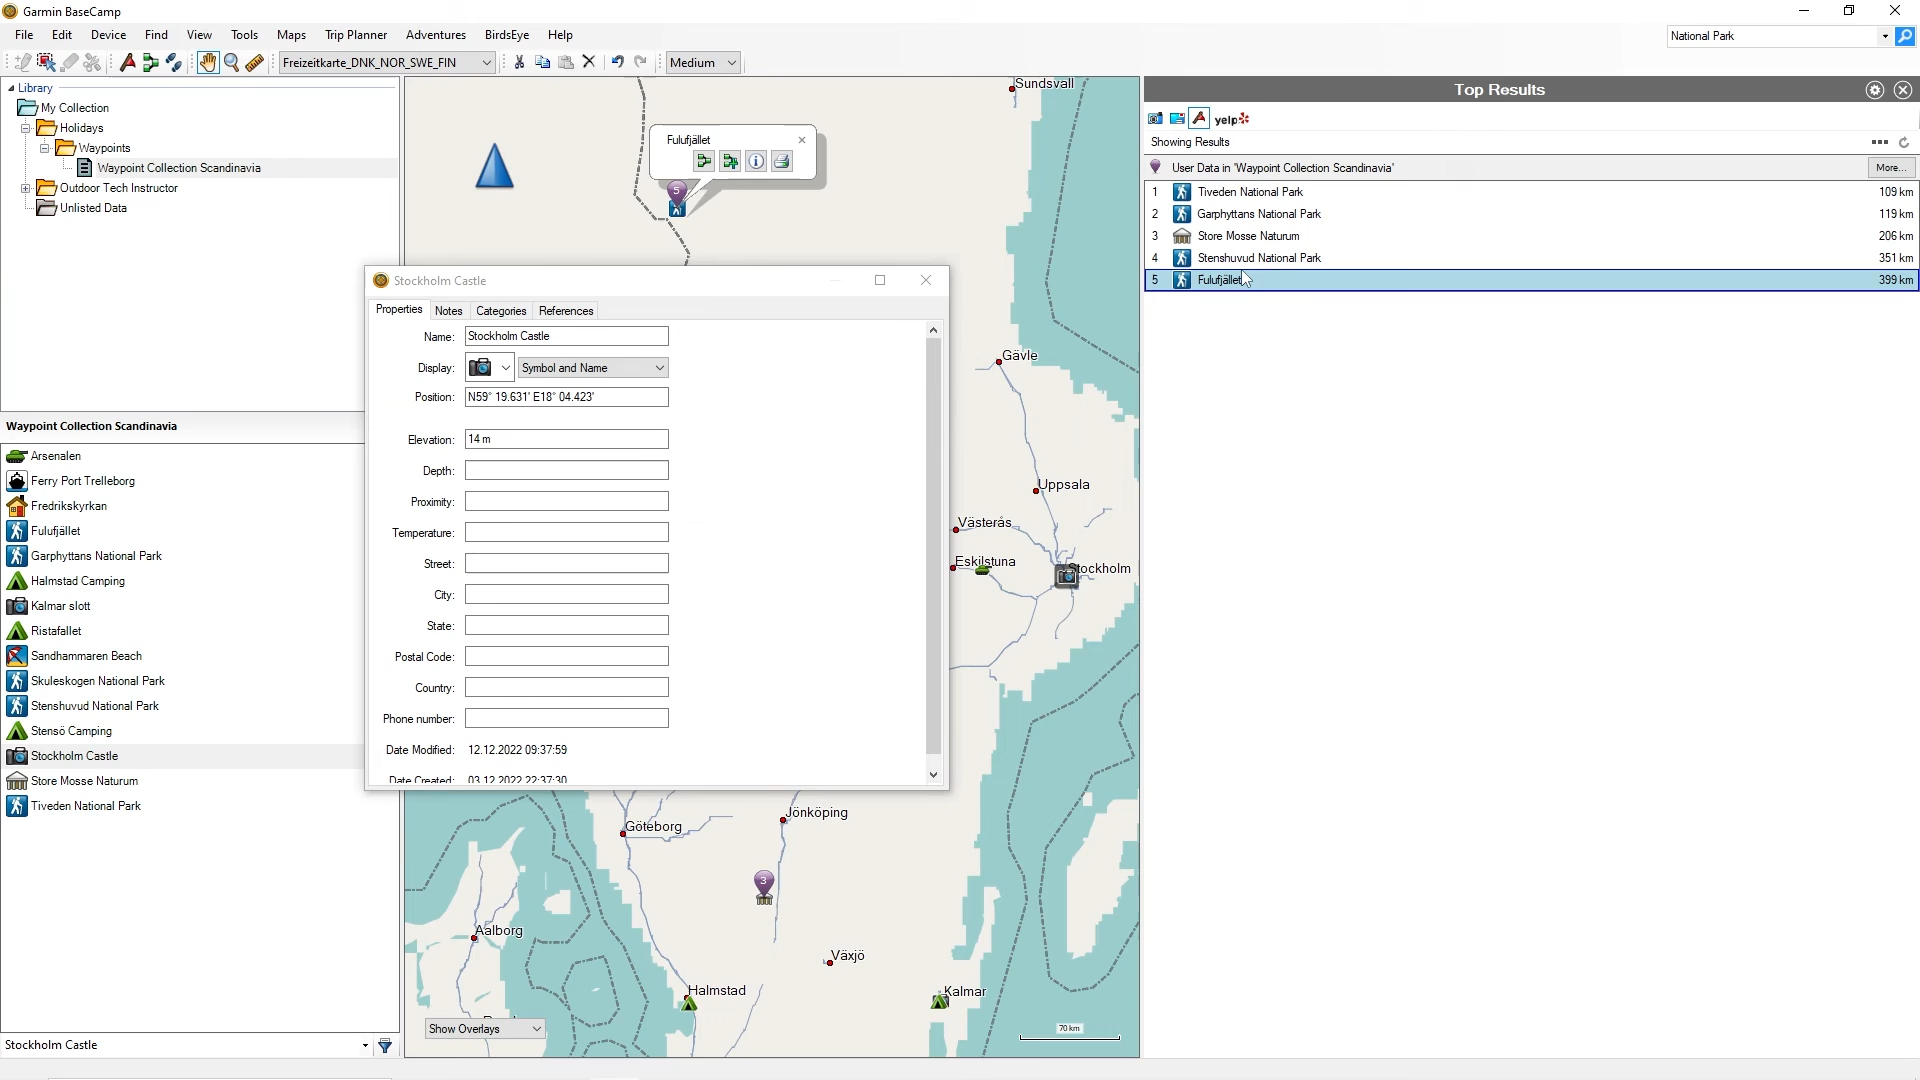 Garmin BaseCamp
File Edit Device Find View Tools Maps Trip Planner Adventures BirdsEye Help
National Park
Freizeitkarte_DNK_NOR_SWE_FIN
Medium
Library
My Collection
Holidays
Waypoints
Waypoint Collection Scandinavia
Outdoor Tech Instructor
Unlisted Data
Waypoint Collection Scandinavia
Arsenalen
Ferry Port Trelleborg
Fredrikskyrkan
Fulufjället
Garphyttans National Park
Halmstad Camping
Kalmar slott
Ristafallet
Sandhammaren Beach
Skuleskogen National Park
Stenshuvud National Park
Stensö Camping
Stockholm Castle
Store Mosse Naturum
Tiveden National Park
Stockholm Castle
Sundsvall
Fulufjället
5
Stockholm Castle
Properties Notes Categories References
Name: Stockholm Castle
Display: Symbol and Name
Position: N59° 19.631' E18° 04.423'
Elevation: 14 m
Depth:
Proximity:
Temperature:
Street:
City:
State:
Postal Code:
Country:
Phone number:
Date Modified: 12.12.2022 09:37:59
Date Created: 03.12.2022 22:37:30
Gävle
Uppsala
Västerås
Eskilstuna
Stockholm
Göteborg
Jönköping
3
Aalborg
Växjö
Halmstad
Kalmar
Show Overlays
70 km
Top Results
yelp
Showing Results
User Data in 'Waypoint Collection Scandinavia'
More...
1 Tiveden National Park 109 km
2 Garphyttans National Park 119 km
3 Store Mosse Naturum 206 km
4 Stenshuvud National Park 351 km
5 Fulufjället 399 km